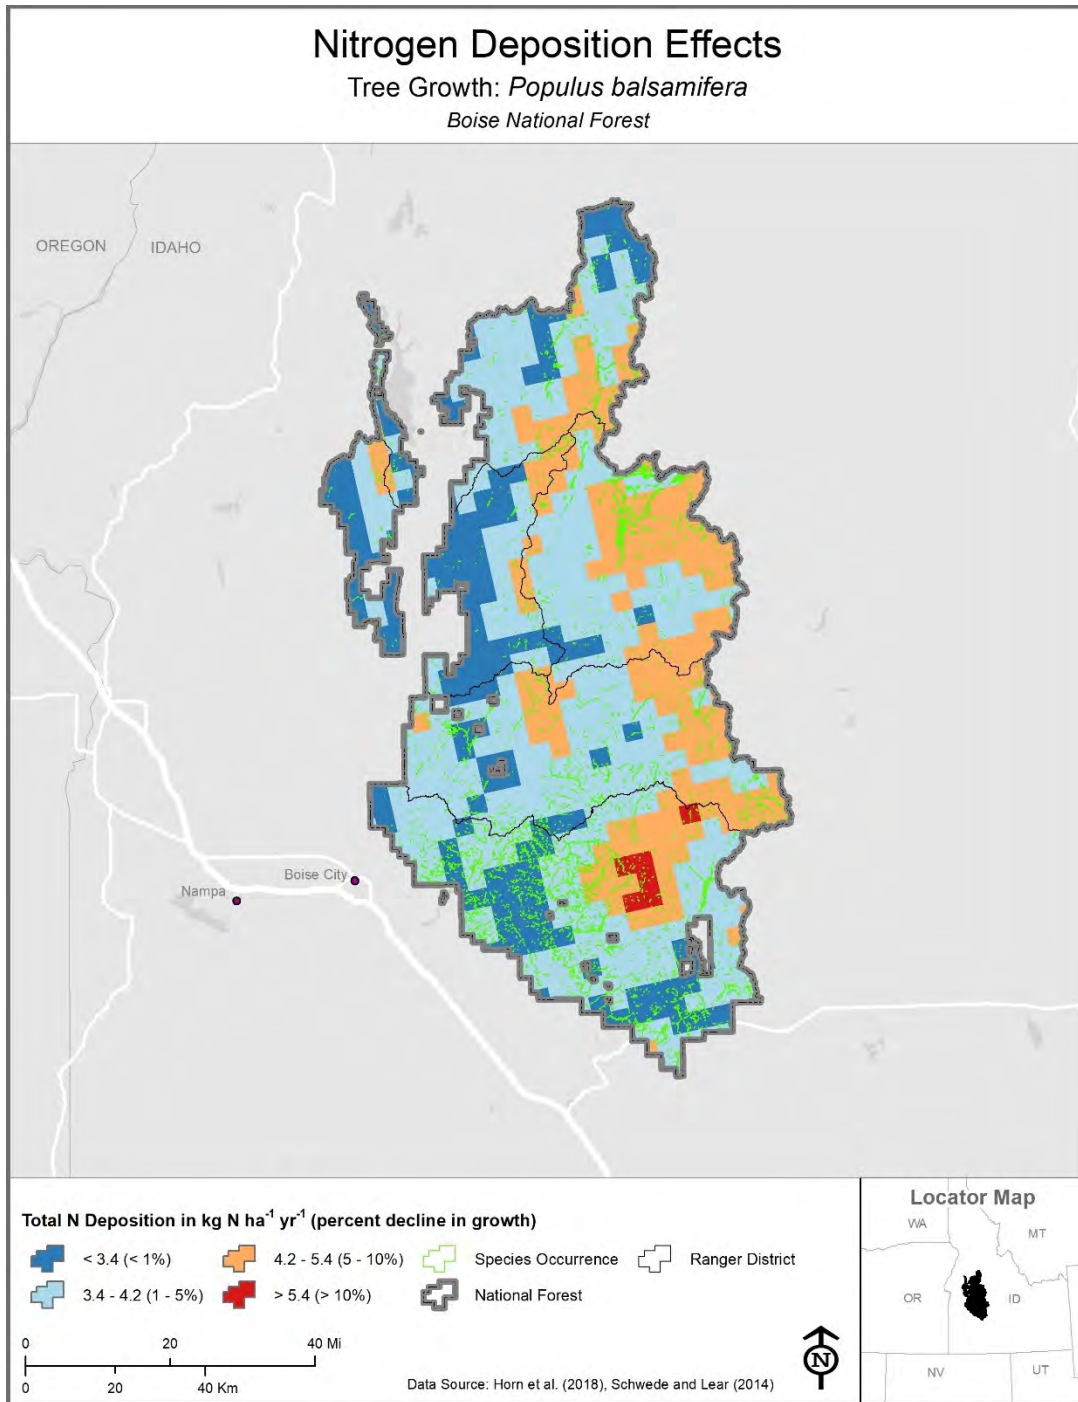 Nitrogen Deposition Effects
Tree Growth: Populus balsamifera
Boise National Forest
OREGON IDAHO
Boise City
Nampa
Total N Deposition in kg N ha⁻¹ yr⁻¹ (percent decline in growth)
< 3.4 (< 1%)
4.2 - 5.4 (5 - 10%)
Species Occurrence
Ranger District
3.4 - 4.2 (1 - 5%)
> 5.4 (> 10%)
National Forest
0 20 40 Mi
0 20 40 Km
Data Source: Horn et al. (2018), Schwede and Lear (2014)
N
Locator Map
WA
MT
OR
ID
NV
UT